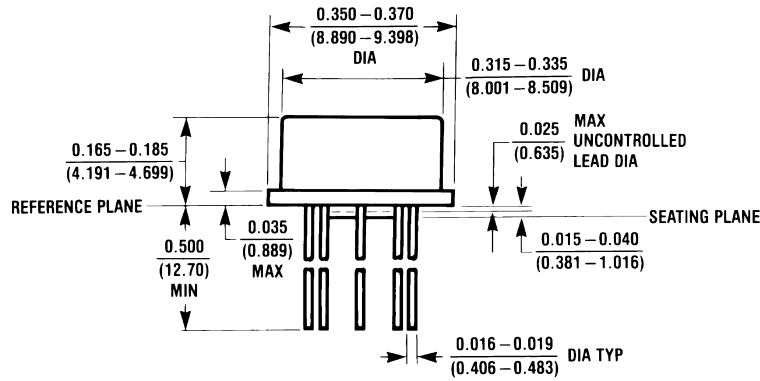 0.350 – 0.370
(8.890 – 9.398)
DIA
0.315 – 0.335
(8.001 – 8.509)
DIA
0.165 – 0.185
(4.191 – 4.699)
0.025
(0.635)
MAX
UNCONTROLLED
LEAD DIA
REFERENCE PLANE
SEATING PLANE
0.035
(0.889)
MAX
0.500
(12.70)
MIN
0.015 – 0.040
(0.381 – 1.016)
0.016 – 0.019
(0.406 – 0.483)
DIA TYP